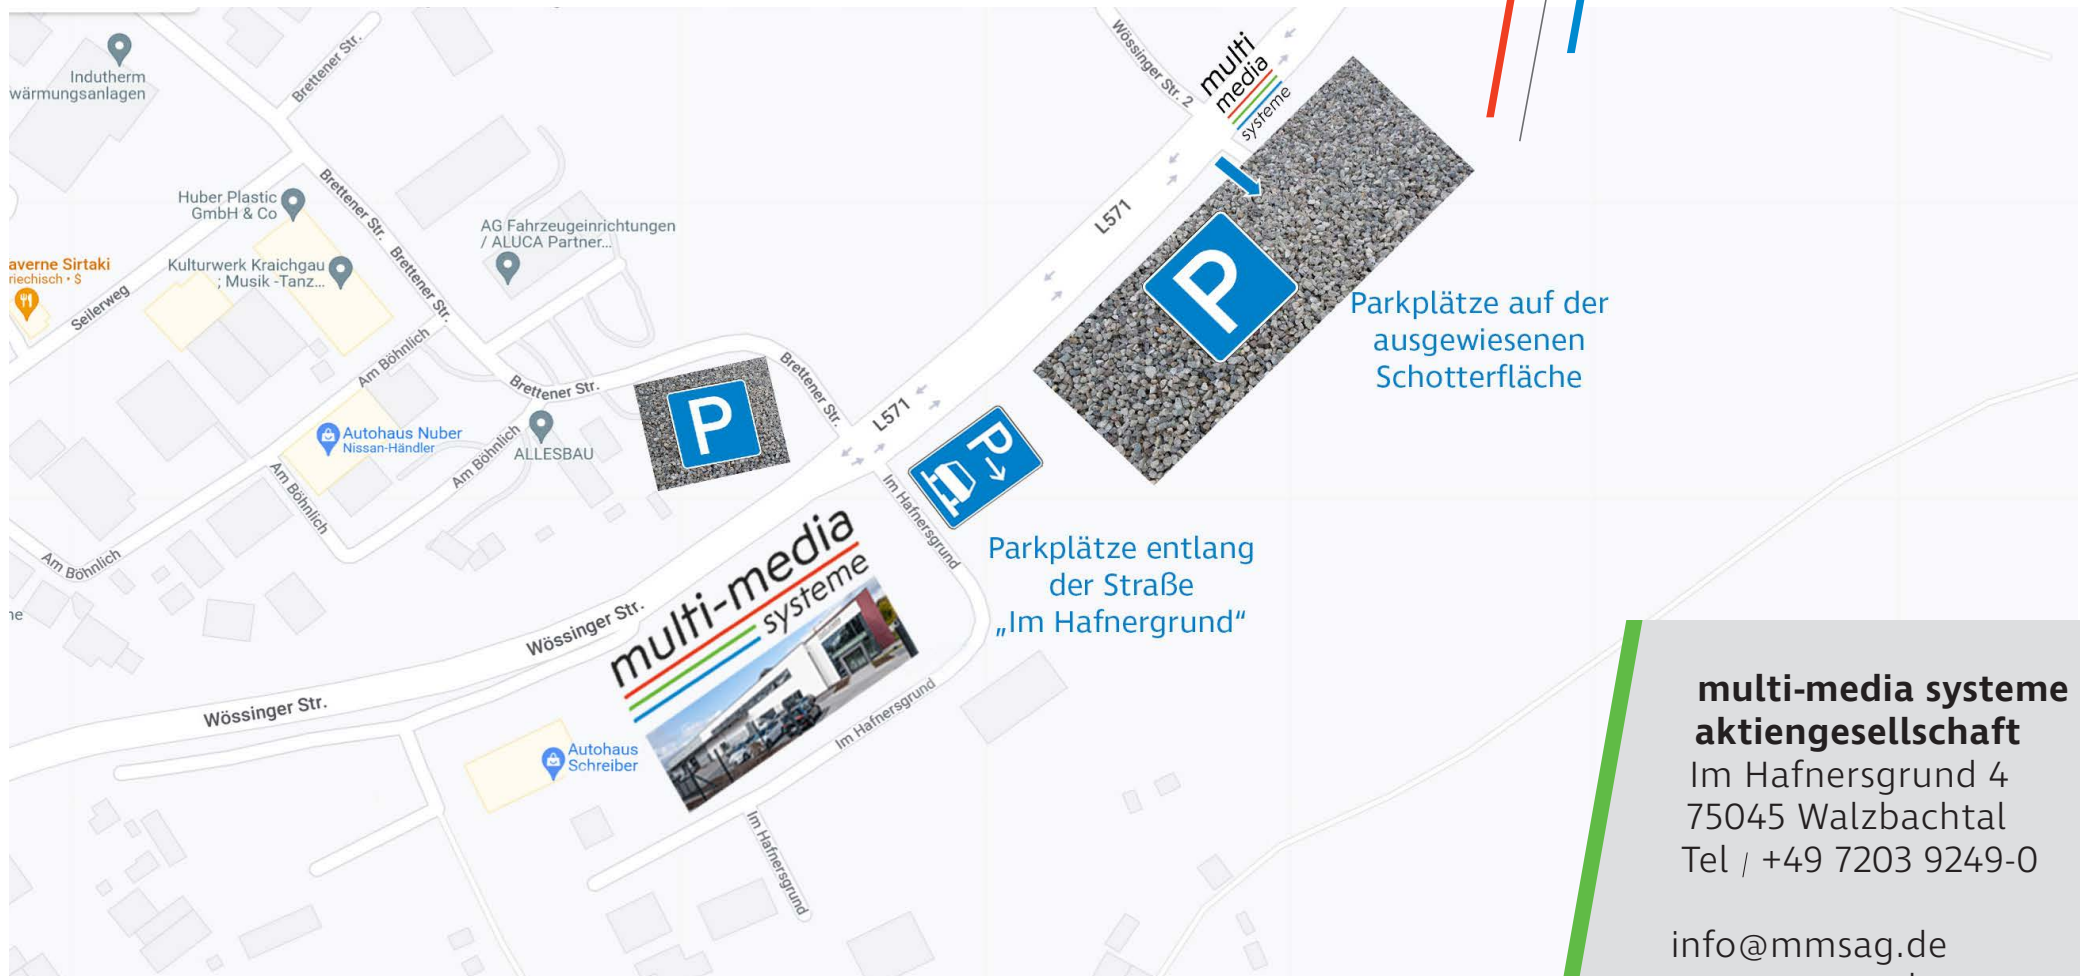 Indutherm
wärmungsanlagen
Brettener Str.
Wössinger Str. 2
multi
media
systeme
Huber Plastic
GmbH & Co
Brettener Str.
Brettener Str.
AG Fahrzeugeinrichtungen
/ ALUCA Partner...
L571
averne Sirtaki
riechisch • $
Kulturwerk Kraichgau
; Musik -Tanz...
Seilerweg
P
Parkplätze auf der
ausgewiesenen
Schotterfläche
Am Böhnlich
Brettener Str.
Brettener Str.
P
L571
P
Autohaus Nuber
Nissan-Händler
Am Böhnlich
ALLESBAU
Am Böhnlich
Am Böhnlich
Im Hafnersgrund
Parkplätze entlang
der Straße
„Im Hafnergrund“
multi-media
systeme
ne
Wössinger Str.
Wössinger Str.
Im Hafnersgrund
Autohaus
Schreiber
Im Hafnersgrund
multi-media systeme
aktiengesellschaft
Im Hafnersgrund 4
75045 Walzbachtal
Tel / +49 7203 9249-0
info@mmsag.de